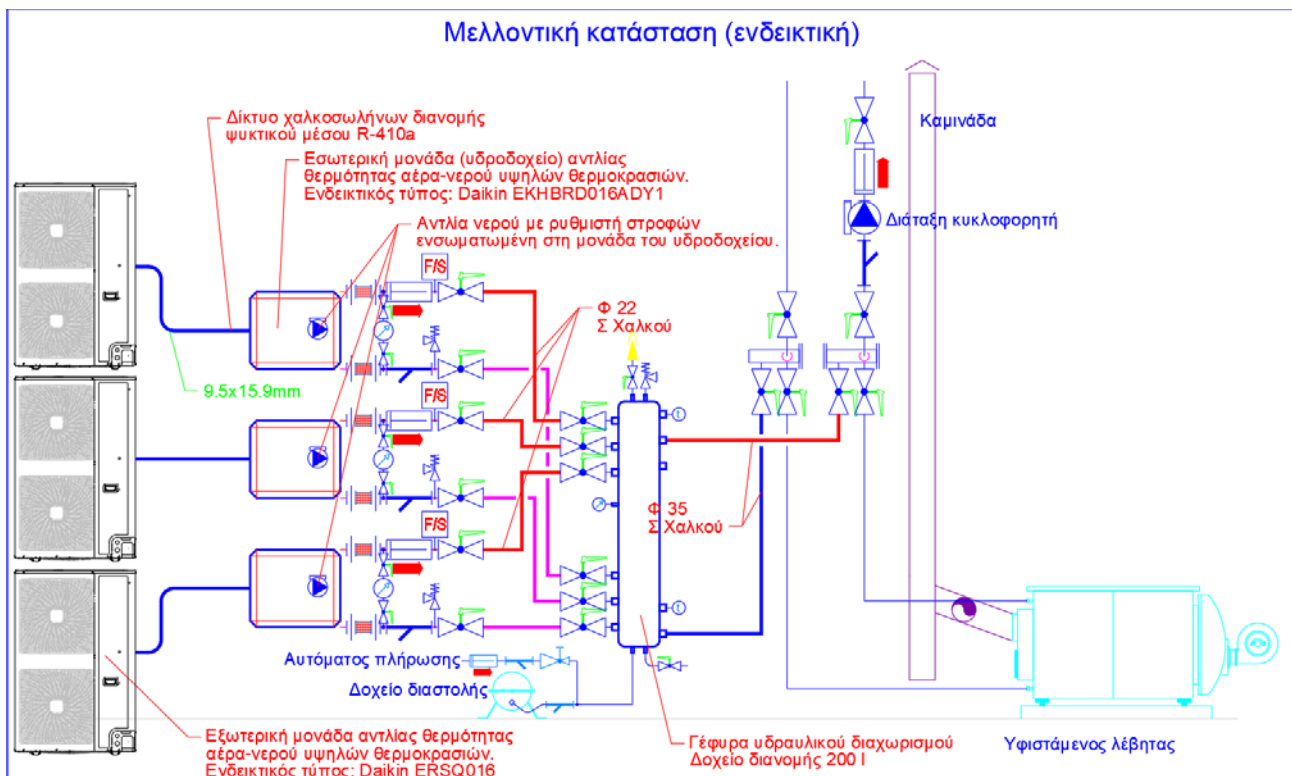 Μελλοντική κατάσταση (ενδεικτική)
Δίκτυο χαλκοσωλήνων διανομής
ψυκτικού μέσου R-410a
Εσωτερική μονάδα (υδροδοχείο) αντλίας
θερμότητας αέρα-νερού υψηλών θερμοκρασιών.
Ενδεικτικός τύπος: Daikin EKHBRD016ADY1
Αντλία νερού με ρυθμιστή στροφών
ενσωματωμένη στη μονάδα του υδροδοχείου.
Καμινάδα
Διάταξη κυκλοφορητή
F/S
Φ 22
Σ Χαλκού
9.5x15.9mm
F/S
t
Φ 35
Σ Χαλκού
F/S
t
Αυτόματος πλήρωσης
Δοχείο διαστολής
Εξωτερική μονάδα αντλίας θερμότητας
αέρα-νερού υψηλών θερμοκρασιών.
Ενδεικτικός τύπος: Daikin ERSQ016
Γέφυρα υδραυλικού διαχωρισμού
Δοχείο διανομής 200 l
Υφιστάμενος λέβητας